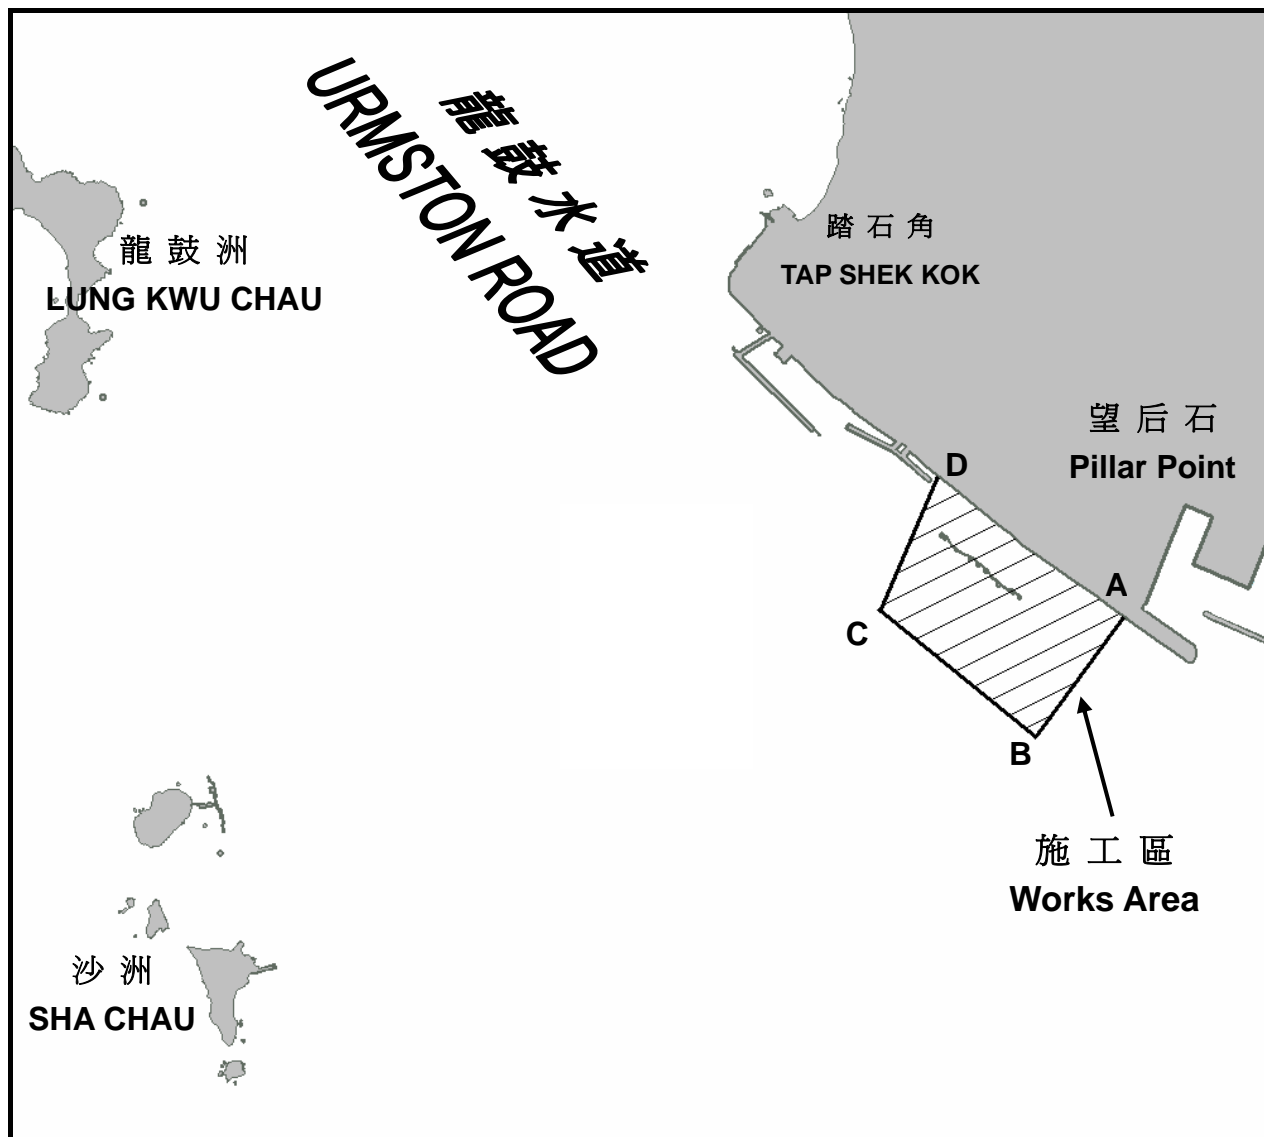 龍鼓水道
URMSTON ROAD
踏石角
TAP SHEK KOK
龍鼓洲
LUNG KWU CHAU
望后石
Pillar Point
D
A
C
B
施工區
Works Area
沙洲
SHA CHAU